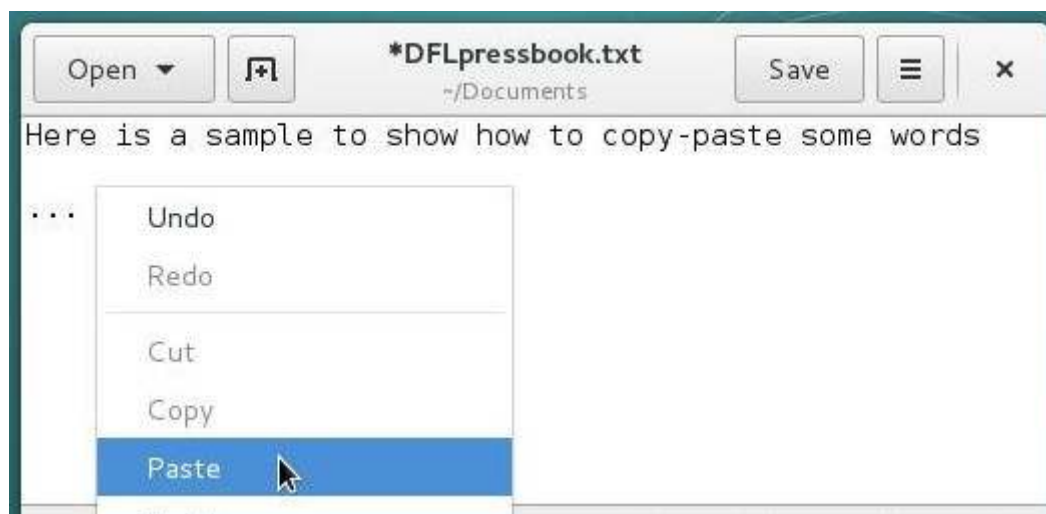 Open
*DFLpressbook.txt
~/Documents
Save
Here is a sample to show how to copy-paste some words
...
Undo
Redo
Cut
Copy
Paste